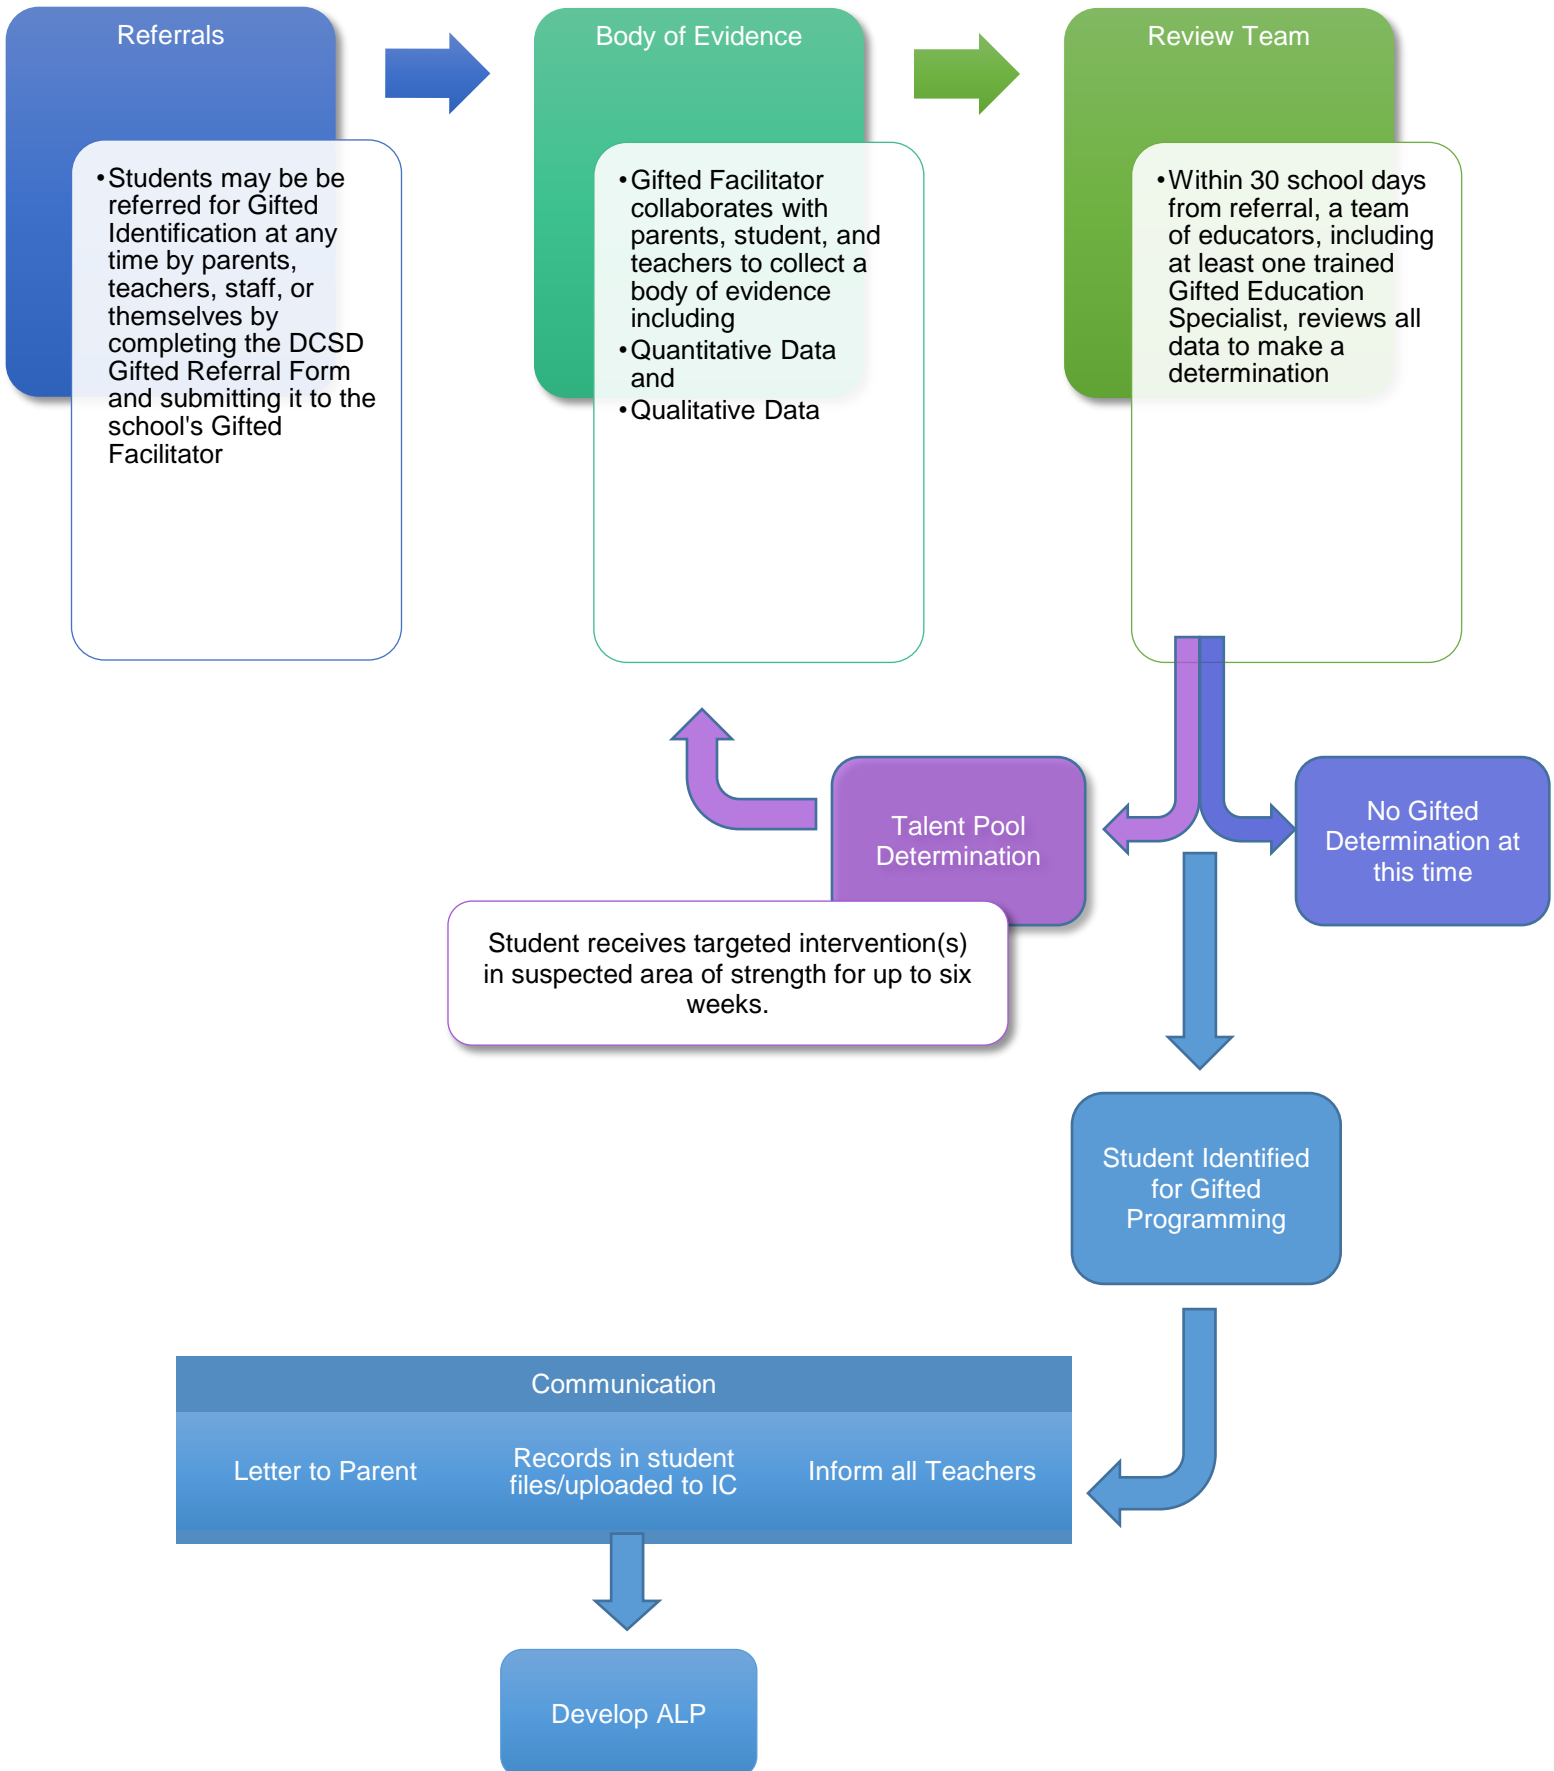 Referrals
•Students may be be
referred for Gifted
Identification at any
time by parents,
teachers, staff, or
themselves by
completing the DCSD
Gifted Referral Form
and submitting it to the
school's Gifted
Facilitator
Body of Evidence
•Gifted Facilitator
collaborates with
parents, student, and
teachers to collect a
body of evidence
including
•Quantitative Data
and
•Qualitative Data
Review Team
•Within 30 school days
from referral, a team
of educators, including
at least one trained
Gifted Education
Specialist, reviews all
data to make a
determination
Talent Pool
Determination
Student receives targeted intervention(s)
in suspected area of strength for up to six
weeks.
No Gifted
Determination at
this time
Student Identified
for Gifted
Programming
Communication
Letter to Parent
Records in student
files/uploaded to IC
Inform all Teachers
Develop ALP